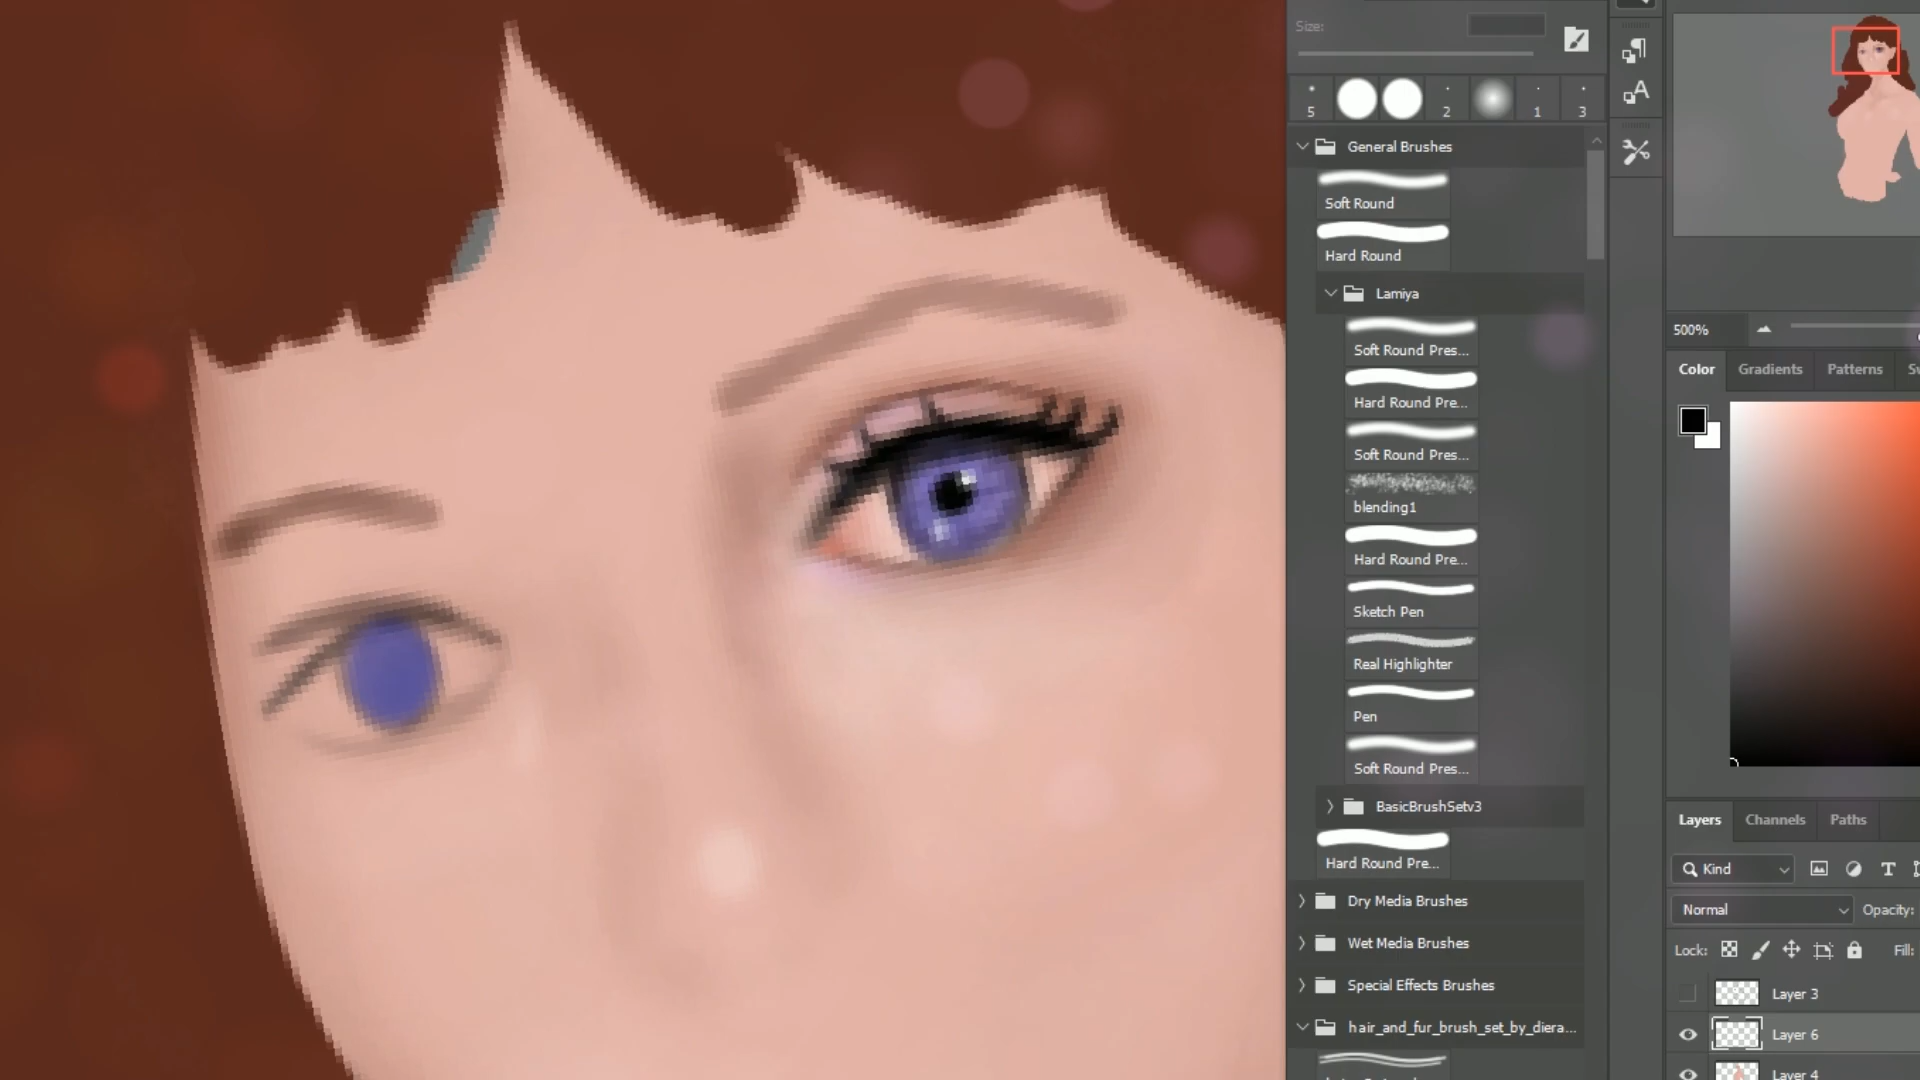 Size:
5
2
1
3
General Brushes
Soft Round
Hard Round
Lamiya
Soft Round Pres...
Hard Round Pre...
Soft Round Pres...
blending1
Hard Round Pre...
Sketch Pen
Real Highlighter
Pen
Soft Round Pres...
BasicBrushSetv3
Hard Round Pre...
Dry Media Brushes
Wet Media Brushes
Special Effects Brushes
hair_and_fur_brush_set_by_diera...
A
500%
Color Gradients Patterns
Layers Channels Paths
Kind
T
Normal Opacity:
Lock: Fill:
Layer 3
Layer 6
Layer 4